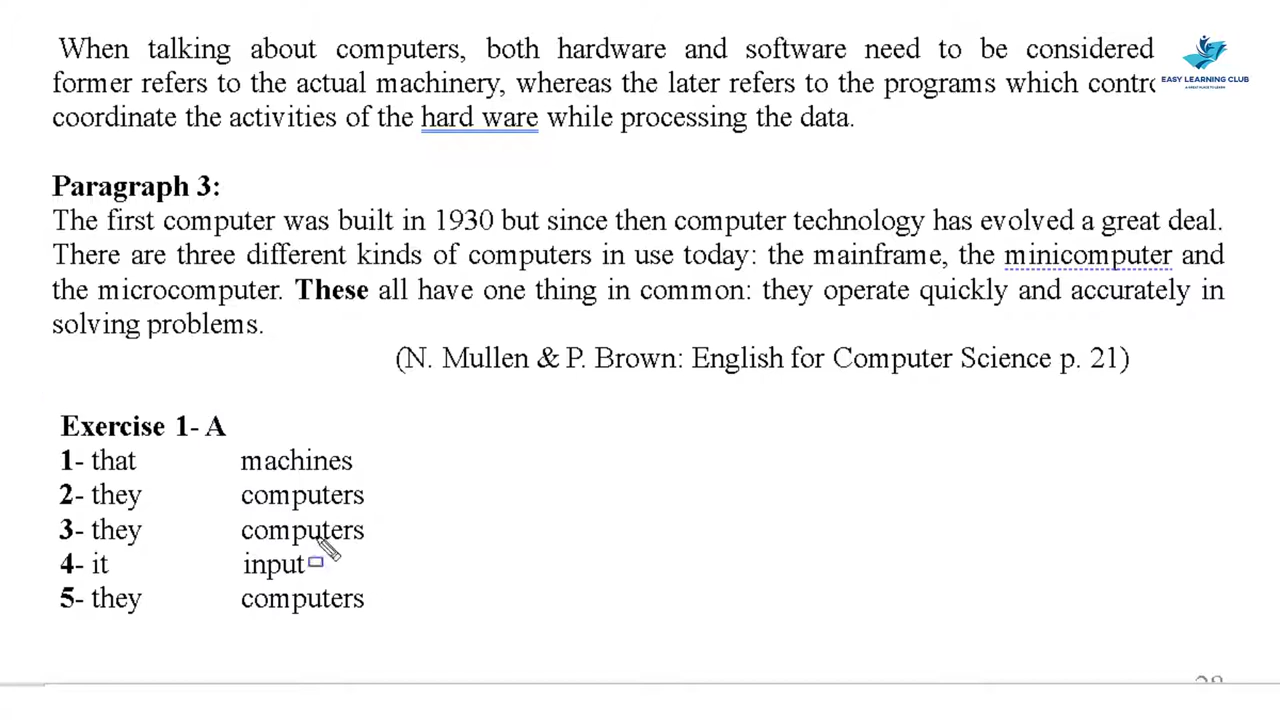 When talking about computers, both hardware and software need to be considered
former refers to the actual machinery, whereas the later refers to the programs which
coordinate the activities of the hard ware while processing the data.
EASY LEARNING CLUB
A GREAT PLACE TO LEARN
Paragraph 3:
The first computer was built in 1930 but since then computer technology has evolved a great deal.
There are three different kinds of computers in use today: the mainframe, the minicomputer and
the microcomputer. These all have one thing in common: they operate quickly and accurately in
solving problems.
(N. Mullen & P. Brown: English for Computer Science p. 21)
Exercise 1- A
1- that machines
2- they computers
3- they computers
4- it input
5- they computers